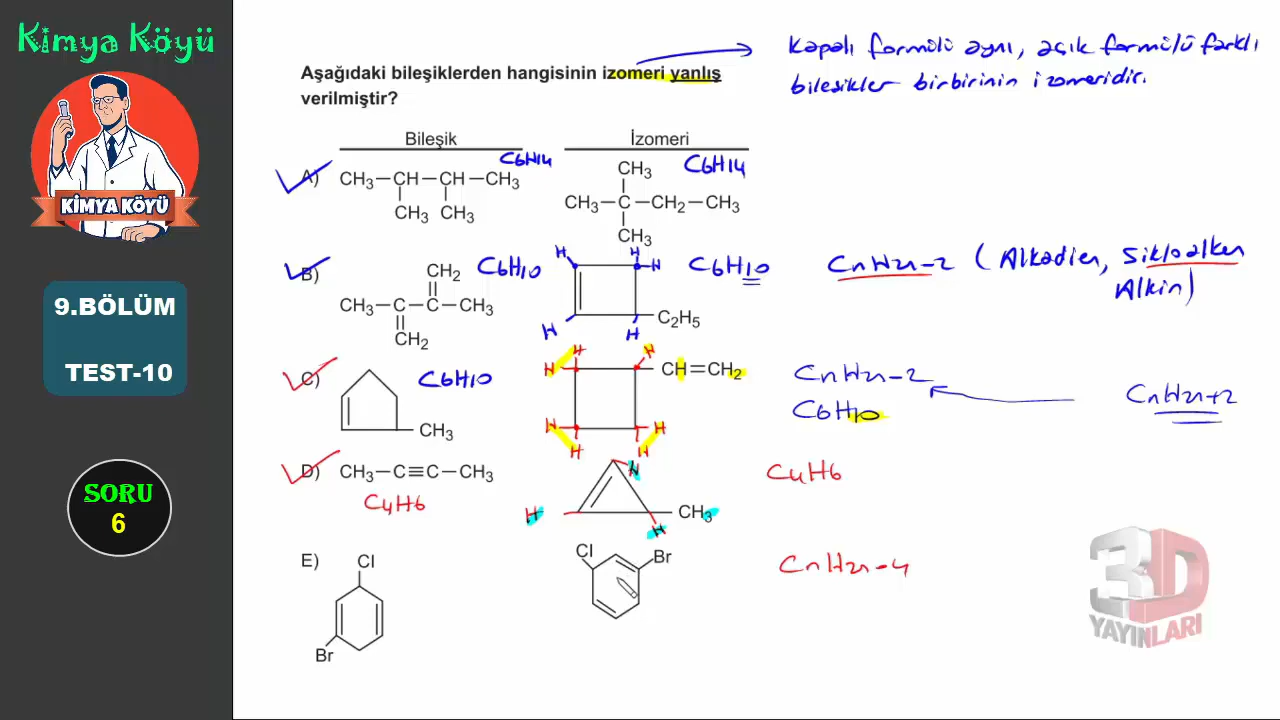 Kimya Köyü
KİMYA KÖYÜ
9.BÖLÜM
TEST-10
SORU
6
Aşağıdaki bileşiklerden hangisinin izomeri yanlış
verilmiştir?
Kapalı formülü aynı, açık formülü farklı
bileşikler birbirinin izomeridir.
Bileşik İzomeri
A) CH3—CH—CH—CH3 C6H14
CH3 CH3
CH3 C6H14
CH3—C—CH2—CH3
CH3
B) CH2 C6H10
CH3—C—C—CH3
CH2
H H H C6H10
H H C2H5
CnH2n-2 (Alkadien, Sikloalken
Alkin)
C) C6H10
CH3
H H H CH=CH2
H H H H
CnH2n-2
C6H10
CnH2n+2
D) CH3—C≡C—CH3
C4H6
H
H H CH3
C4H6
E) Cl
Br
Cl Br
CnH2n-4
3D
YAYINLARI